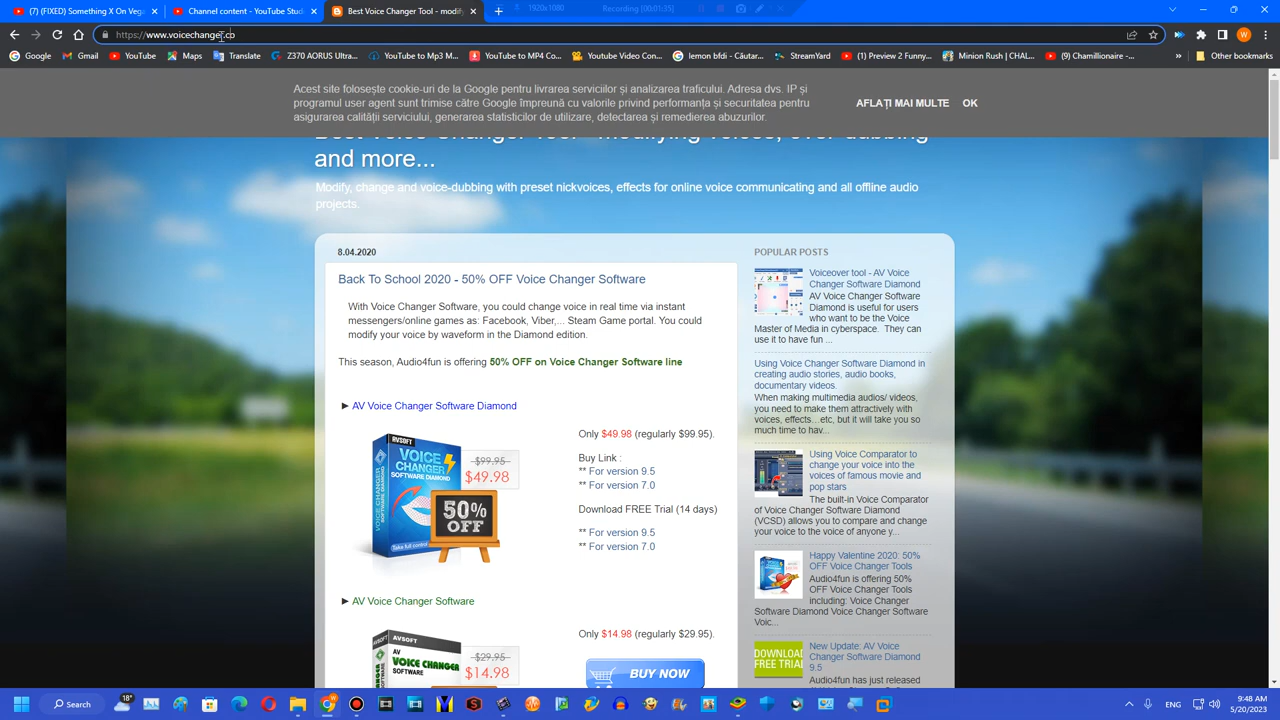 (7) (FIXED) Something X On Vega
Channel content - YouTube Stud
Best Voice Changer Tool - modify
1920x1080
Recording [00:01:35]
https://www.voicechanger.co
Google
Gmail
YouTube
Maps
Translate
Z370 AORUS Ultra...
YouTube to Mp3 M...
YouTube to MP4 Co...
Youtube Video Con...
lemon bfdi - Căutar...
StreamYard
(1) Preview 2 Funny...
Minion Rush | CHAL...
(9) Chamillionaire -...
Other bookmarks
Acest site folosește cookie-uri de la Google pentru livrarea serviciilor și analizarea traficului. Adresa dvs. IP și
programul user agent sunt trimise către Google împreună cu valorile privind performanța și securitatea pentru
asigurarea calității serviciului, generarea statisticilor de utilizare, detectarea și remedierea abuzurilor.
AFLAȚI MAI MULTE
OK
Best Voice Changer Tool - modifying voices, over-dubbing
and more...
Modify, change and voice-dubbing with preset nickvoices, effects for online voice communicating and all offline audio
projects.
8.04.2020
Back To School 2020 - 50% OFF Voice Changer Software
With Voice Changer Software, you could change voice in real time via instant
messengers/online games as: Facebook, Viber,... Steam Game portal. You could
modify your voice by waveform in the Diamond edition.
This season, Audio4fun is offering 50% OFF on Voice Changer Software line
► AV Voice Changer Software Diamond
AVSOFT
VOICE
CHANGER
SOFTWARE DIAMOND
VOICE CHANGER
SOFTWARE DIAMOND
Take full control
$99.95
$49.98
50%
OFF
Only $49.98 (regularly $99.95).
Buy Link :
** For version 9.5
** For version 7.0
Download FREE Trial (14 days)
** For version 9.5
** For version 7.0
► AV Voice Changer Software
AVSOFT
AV
VOICE CHANGER
SOFTWARE
$29.95
$14.98
Only $14.98 (regularly $29.95).
BUY NOW
POPULAR POSTS
Voiceover tool - AV Voice
Changer Software Diamond
AV Voice Changer Software
Diamond is useful for users
who want to be the Voice
Master of Media in cyberspace. They can
use it to have fun ...
Using Voice Changer Software Diamond in
creating audio stories, audio books,
documentary videos.
When making multimedia audios/ videos,
you need to make them attractively with
voices, effects…etc, but it will take you so
much time to hav...
Using Voice Comparator to
change your voice into the
voices of famous movie and
pop stars
The built-in Voice Comparator
of Voice Changer Software Diamond
(VCSD) allows you to compare and change
your voice to the voice of anyone y...
Happy Valentine 2020: 50%
OFF Voice Changer Tools
Audio4fun is offering 50%
OFF Voice Changer Tools
including: Voice Changer
Software Diamond Voice Changer Software
Voic...
DOWNLOAD
FREE TRIAL
New Update: AV Voice
Changer Software Diamond
9.5
Audio4fun has just released
Search
18°
ENG
9:48 AM
5/20/2023